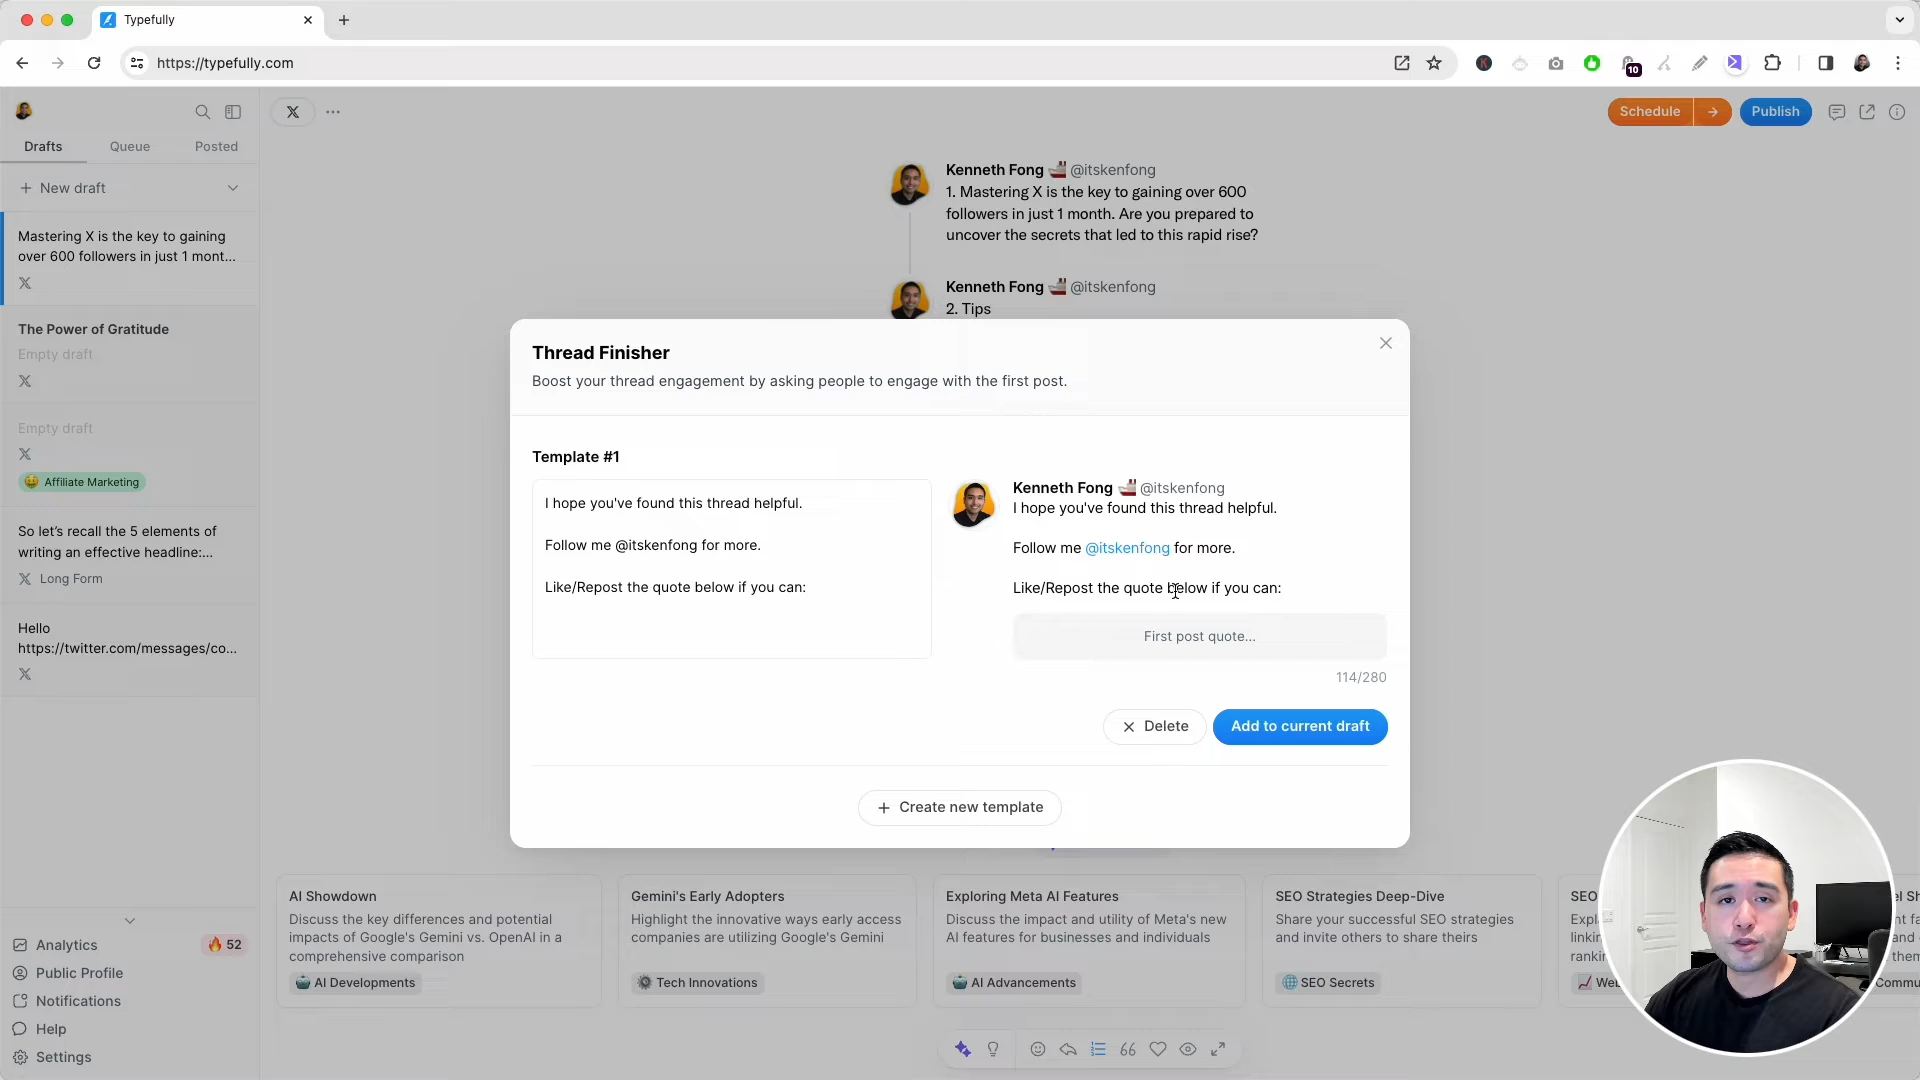 Typefully
https://typefully.com
10
Drafts
Queue
Posted
New draft
Mastering X is the key to gaining
over 600 followers in just 1 mont...
The Power of Gratitude
Empty draft
Empty draft
Affiliate Marketing
So let's recall the 5 elements of
writing an effective headline:...
Long Form
Hello
https://twitter.com/messages/co...
Analytics
52
Public Profile
Notifications
Help
Settings
Schedule
Publish
Kenneth Fong @itskenfong
1. Mastering X is the key to gaining over 600
followers in just 1 month. Are you prepared to
uncover the secrets that led to this rapid rise?
Kenneth Fong @itskenfong
2. Tips
Thread Finisher
Boost your thread engagement by asking people to engage with the first post.
Template #1
I hope you've found this thread helpful.
Follow me @itskenfong for more.
Like/Repost the quote below if you can:
Kenneth Fong @itskenfong
I hope you've found this thread helpful.
Follow me @itskenfong for more.
Like/Repost the quote below if you can:
First post quote...
114/280
Delete
Add to current draft
Create new template
AI Showdown
Discuss the key differences and potential
impacts of Google's Gemini vs. OpenAI in a
comprehensive comparison
AI Developments
Gemini's Early Adopters
Highlight the innovative ways early access
companies are utilizing Google's Gemini
Tech Innovations
Exploring Meta AI Features
Discuss the impact and utility of Meta's new
AI features for businesses and individuals
AI Advancements
SEO Strategies Deep-Dive
Share your successful SEO strategies
and invite others to share theirs
SEO Secrets
SEO